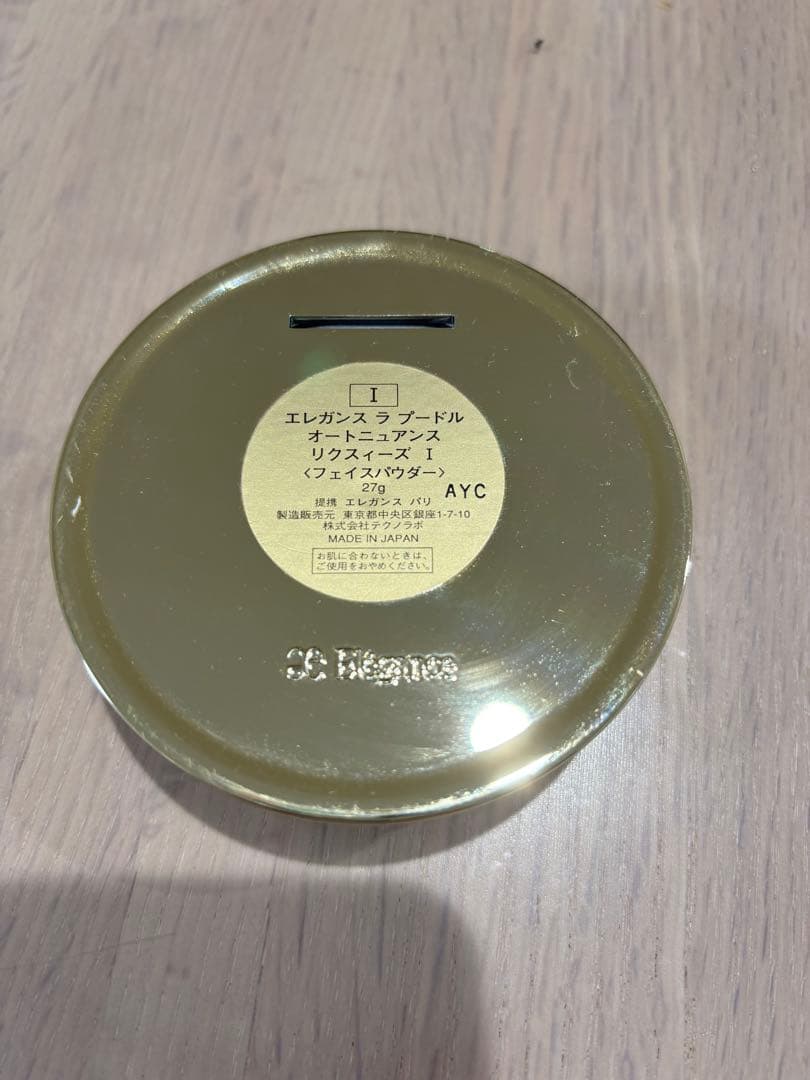 I
エレガンス ラ プードル
オートニュアンス
リクスィーズ I
〈フェイスパウダー〉
27g
AYC
提携 エレガンス パリ
製造販売元 東京都中央区銀座1-7-10
株式会社テクノラボ
MADE IN JAPAN
お肌に合わないときは、
ご使用をおやめください。
Elégance